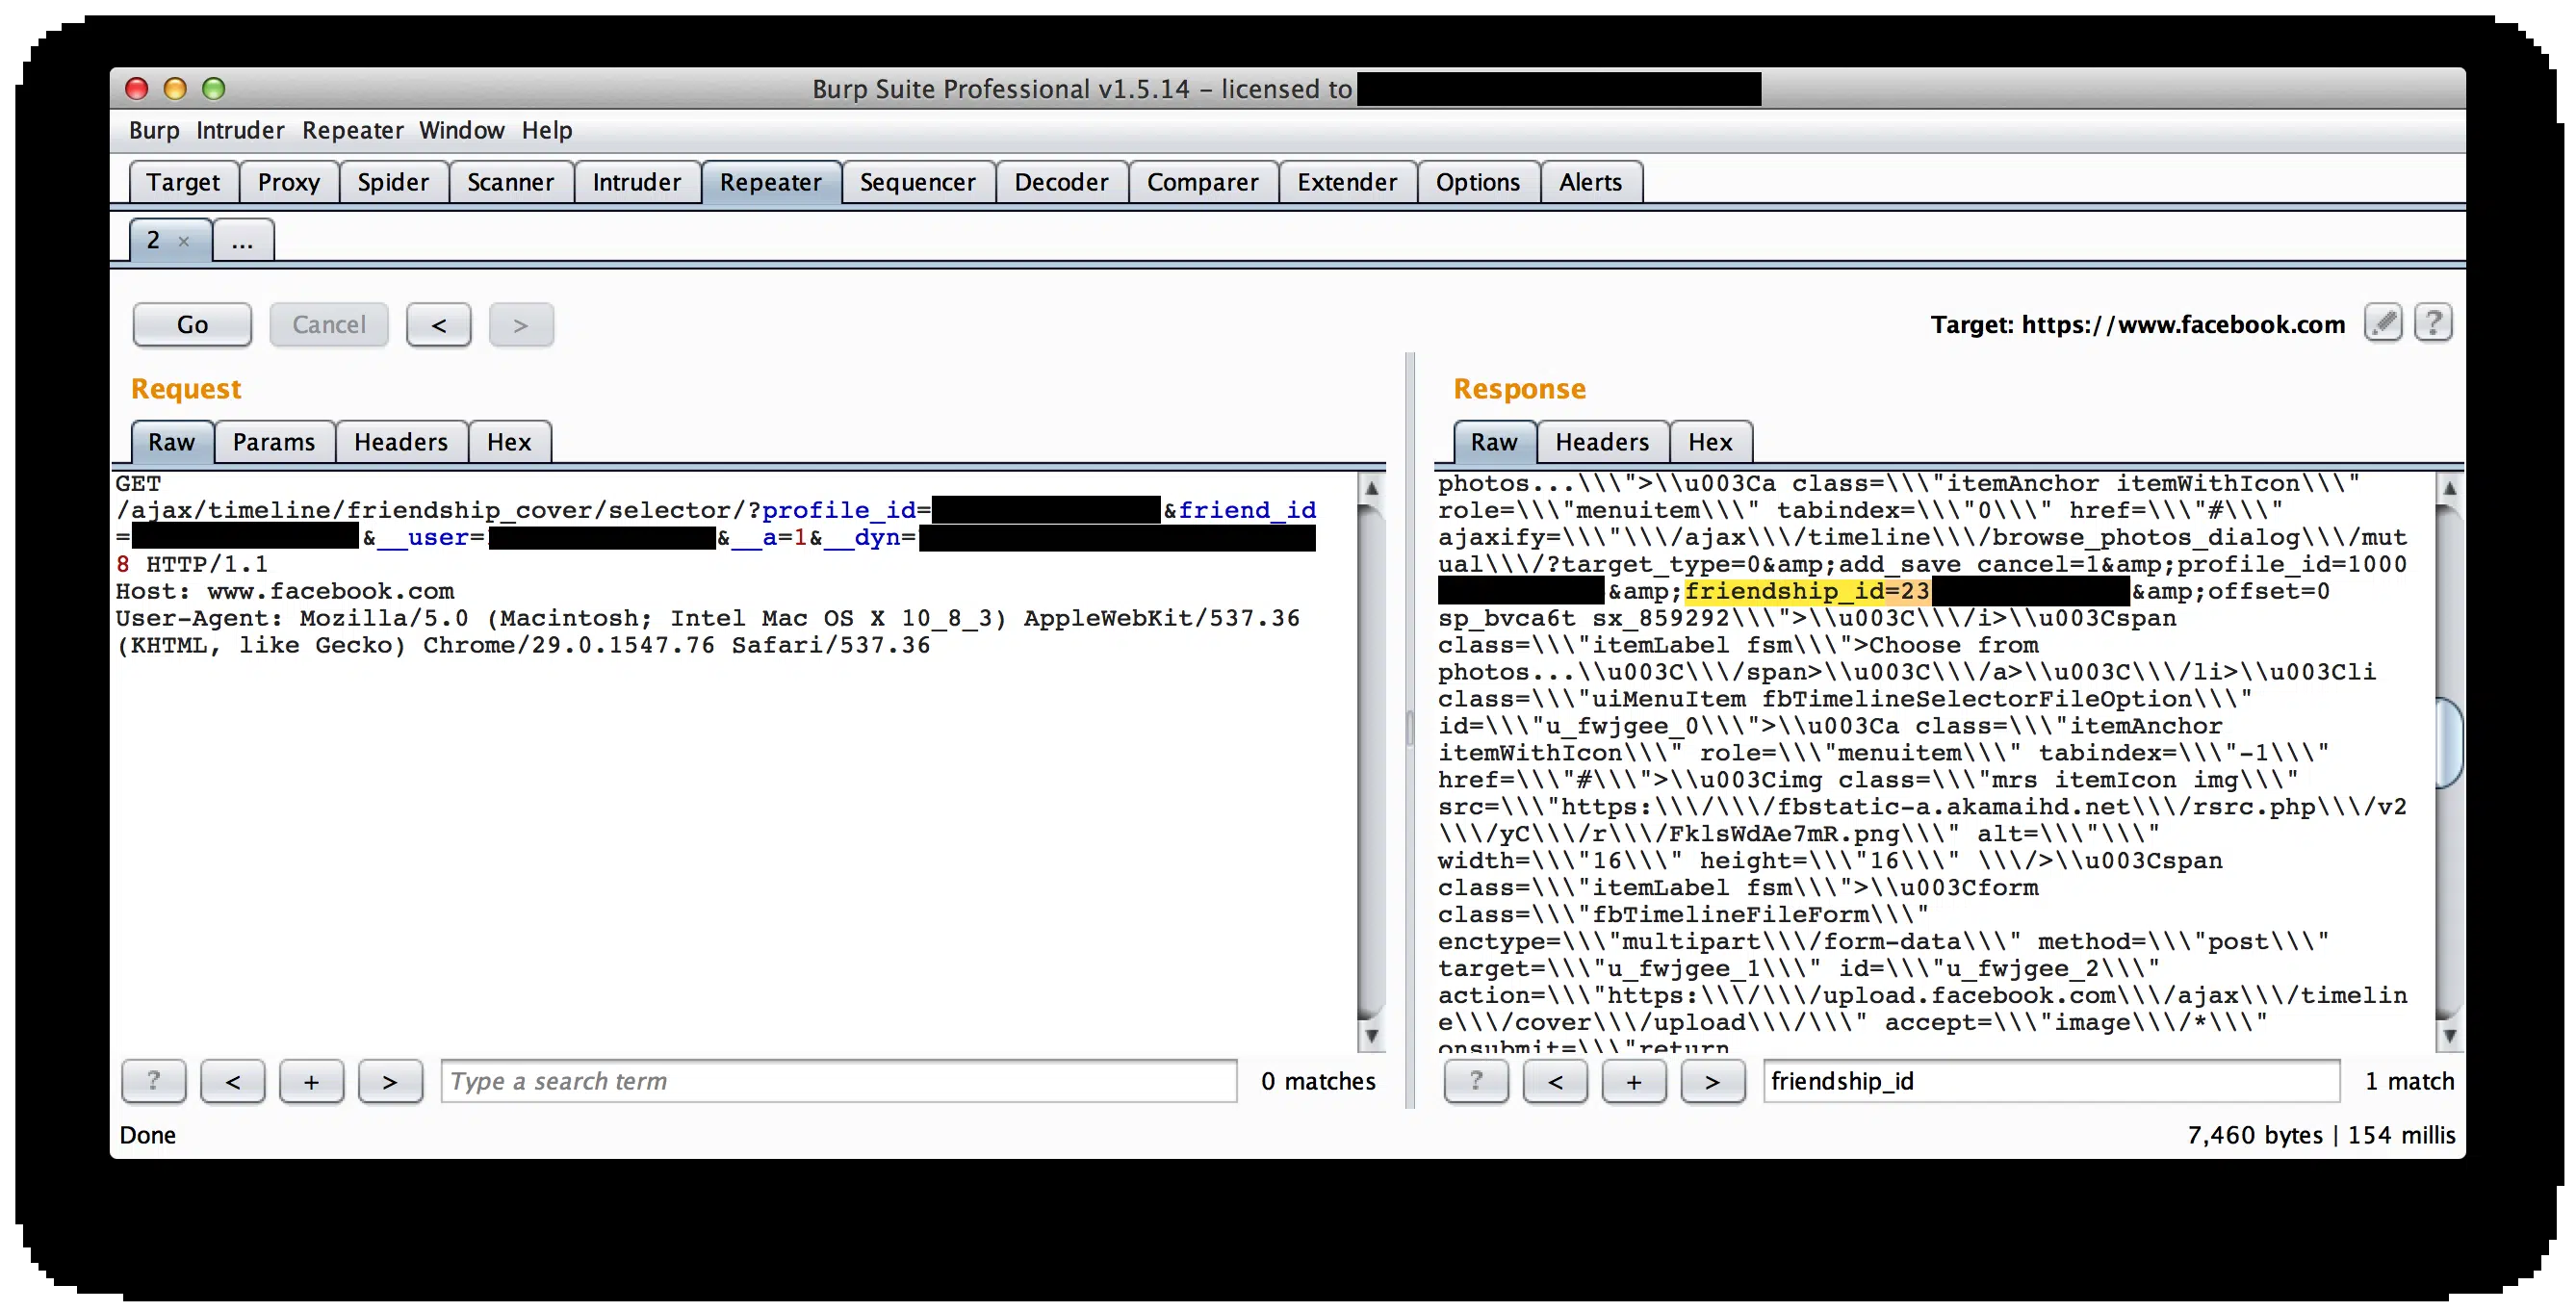 Burp Suite Professional v1.5.14 – licensed to
Burp Intruder Repeater Window Help
Target Proxy Spider Scanner Intruder Repeater Sequencer Decoder Comparer Extender Options Alerts
2 × ...
Go Cancel < > Target: https://www.facebook.com ?
Request
Raw Params Headers Hex
GET
/ajax/timeline/friendship_cover/selector/?profile_id= &friend_id
= &__user= &__a=1&__dyn=
8 HTTP/1.1
Host: www.facebook.com
User-Agent: Mozilla/5.0 (Macintosh; Intel Mac OS X 10_8_3) AppleWebKit/537.36
(KHTML, like Gecko) Chrome/29.0.1547.76 Safari/537.36
? < + > Type a search term 0 matches
Response
Raw Headers Hex
photos...\\\">\\u003Ca class=\\\"itemAnchor itemWithIcon\\\"
role=\\\"menuitem\\\" tabindex=\\\"0\\\" href=\\\"#\\\"
ajaxify=\\\"\\\/ajax\\\/timeline\\\/browse_photos_dialog\\\/mut
ual\\\/?target_type=0&amp;add_save_cancel=1&amp;profile_id=1000
&amp;friendship_id=23 &amp;offset=0
sp_bvca6t sx_859292\\\">\\u003C\\\/i>\\u003Cspan
class=\\\"itemLabel fsm\\\">Choose from
photos...\\u003C\\\/span>\\u003C\\\/a>\\u003C\\\/li>\\u003Cli
class=\\\"uiMenuItem fbTimelineSelectorFileOption\\\"
id=\\\"u_fwjgee_0\\\">\\u003Ca class=\\\"itemAnchor
itemWithIcon\\\" role=\\\"menuitem\\\" tabindex=\\\"-1\\\"
href=\\\"#\\\">\\u003Cimg class=\\\"mrs itemIcon img\\\"
src=\\\"https:\\\/\\\/fbstatic-a.akamaihd.net\\\/rsrc.php\\\/v2
\\\/yC\\\/r\\\/FklsWdAe7mR.png\\\" alt=\\\"\\\"
width=\\\"16\\\" height=\\\"16\\\" \\\/>\\u003Cspan
class=\\\"itemLabel fsm\\\">\\u003Cform
class=\\\"fbTimelineFileForm\\\"
enctype=\\\"multipart\\\/form-data\\\" method=\\\"post\\\"
target=\\\"u_fwjgee_1\\\" id=\\\"u_fwjgee_2\\\"
action=\\\"https:\\\/\\\/upload.facebook.com\\\/ajax\\\/timelin
e\\\/cover\\\/upload\\\/\\\" accept=\\\"image\\\/*\\\"
onsubmit=\\\"return
? < + > friendship_id 1 match
Done 7,460 bytes | 154 millis